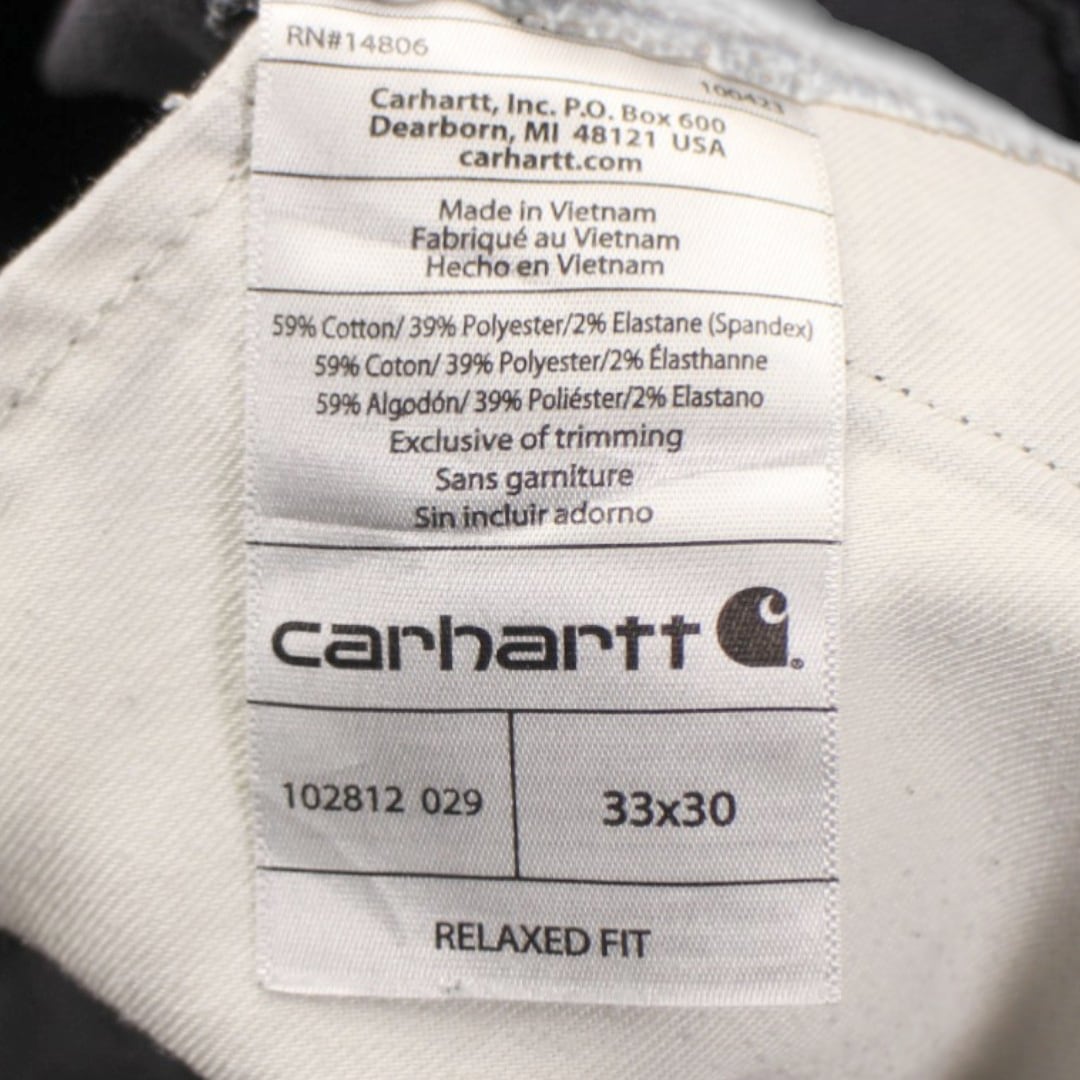 RN#14806
100421
Carhartt, Inc. P.O. Box 600
Dearborn, MI 48121 USA
carhartt.com
Made in Vietnam
Fabriqué au Vietnam
Hecho en Vietnam
59% Cotton/ 39% Polyester/2% Elastane (Spandex)
59% Coton/ 39% Polyester/2% Élasthanne
59% Algodón/ 39% Poliéster/2% Elastano
Exclusive of trimming
Sans garniture
Sin incluir adorno
carhartt®
102812 029
33x30
RELAXED FIT